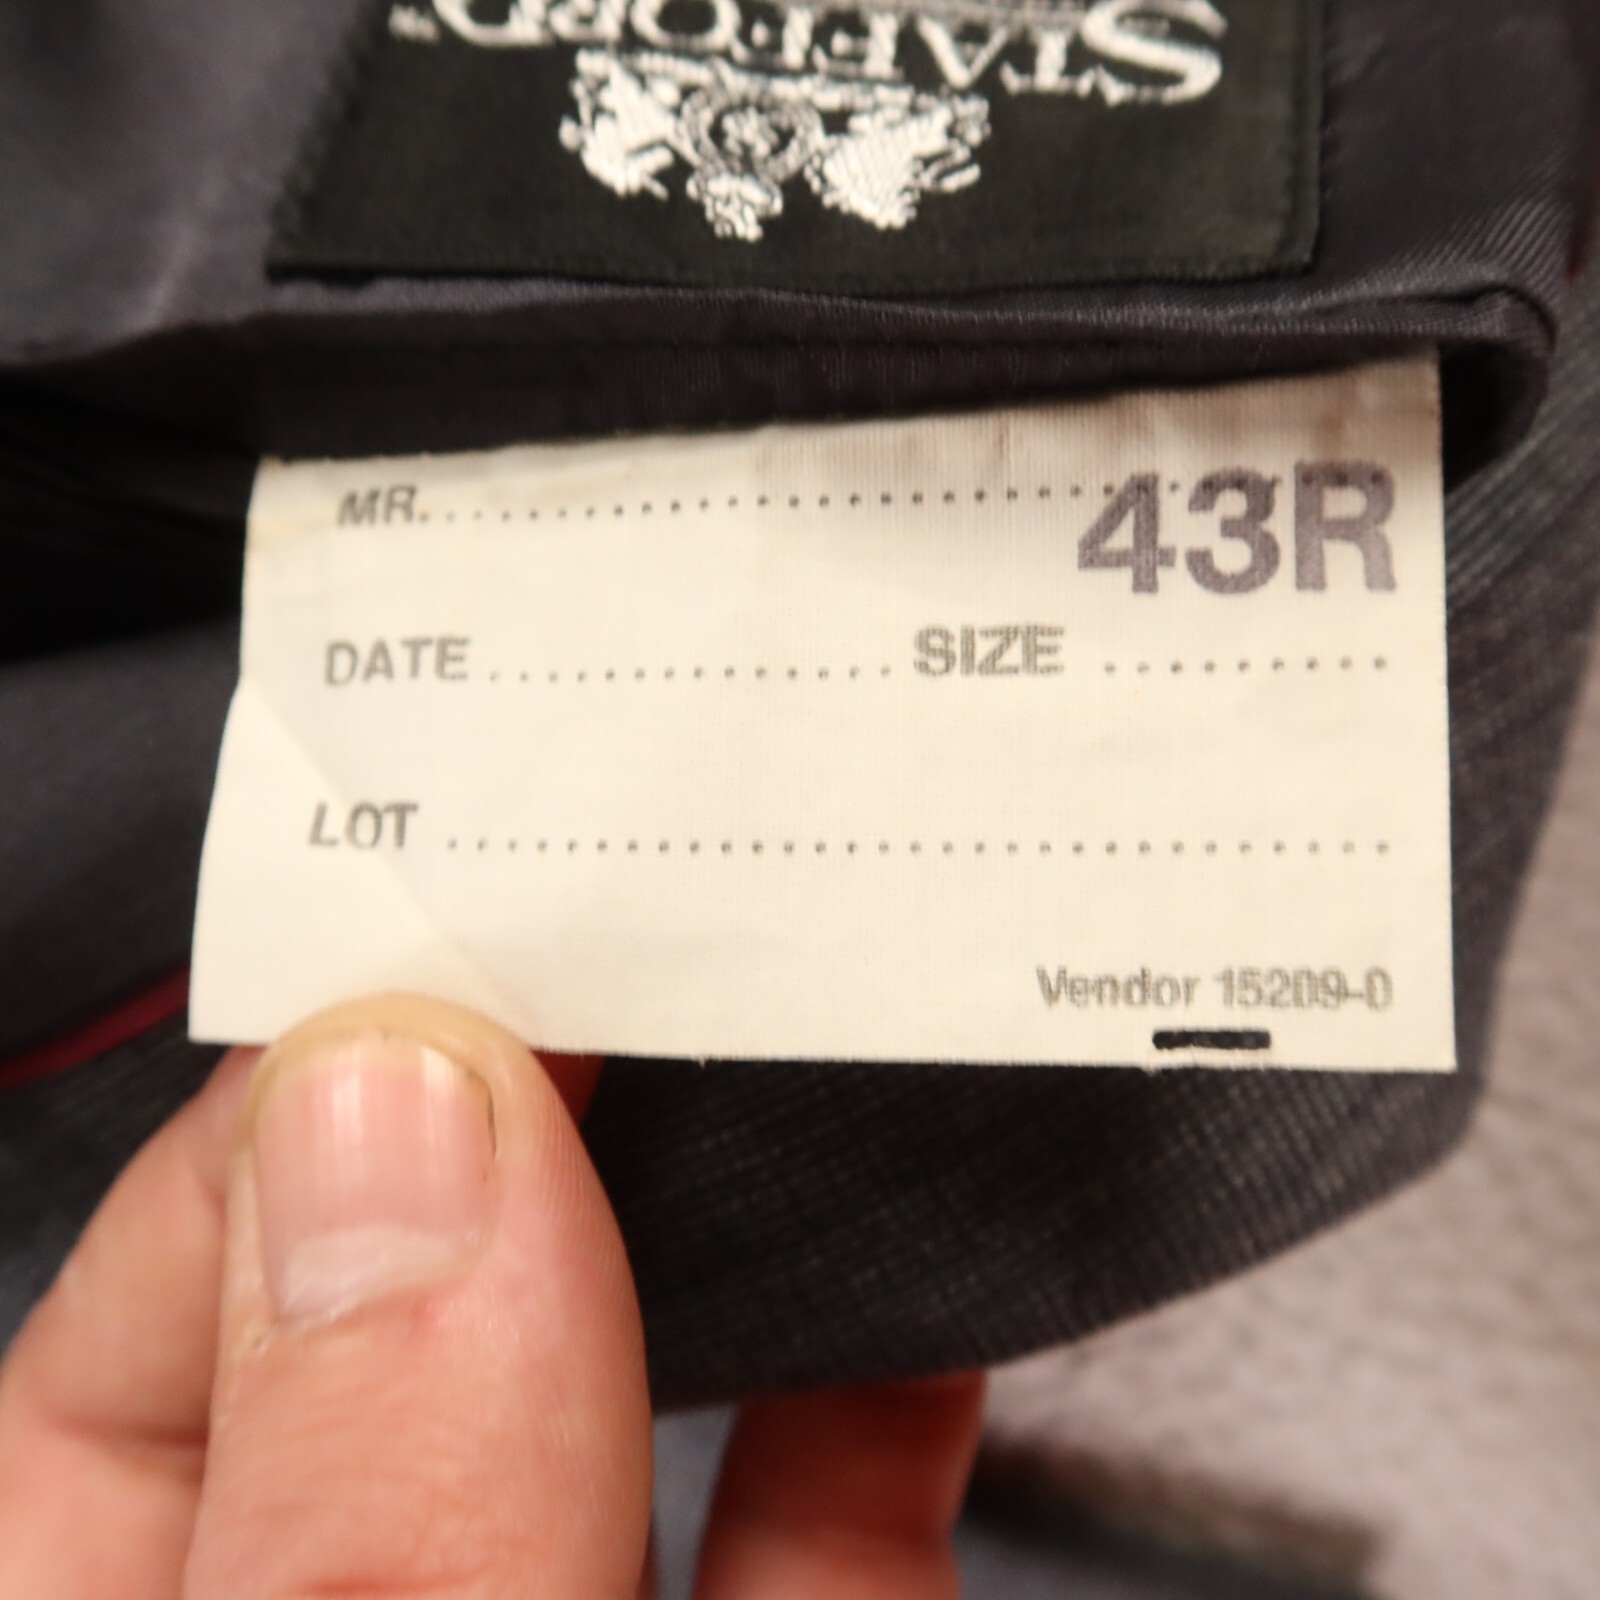 STAFFORD
MR. .......................... 43R
DATE .............. SIZE .........
LOT ..............................
Vendor 15209-0